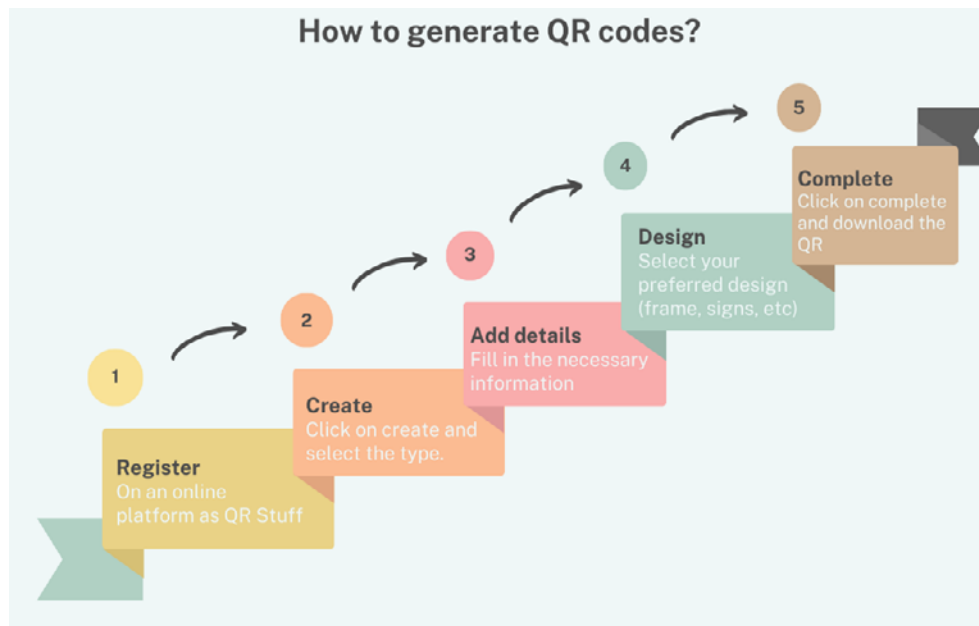 How to generate QR codes?
1
Register
On an online
platform as QR Stuff
2
Create
Click on create and
select the type.
3
Add details
Fill in the necessary
information
4
Design
Select your
preferred design
(frame, signs, etc)
5
Complete
Click on complete
and download the
QR